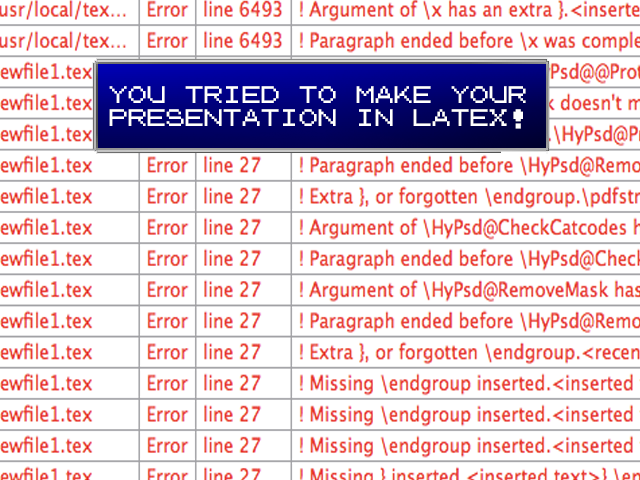 usr/local/tex... Error line 6493 ! Argument of \x has an extra }.<inserte
usr/local/tex... Error line 6493 ! Paragraph ended before \x was comple
ewfile1.tex Psd@@Prot
YOU TRIED TO MAKE YOUR
ewfile1.tex doesn't m
PRESENTATION IN LATEX!
ewfile1.tex .\HyPsd@Pr
ewfile1.tex Error line 27 ! Paragraph ended before \HyPsd@Remo
ewfile1.tex Error line 27 ! Extra }, or forgotten \endgroup.\pdfstr
ewfile1.tex Error line 27 ! Argument of \HyPsd@CheckCatcodes h
ewfile1.tex Error line 27 ! Paragraph ended before \HyPsd@Check
ewfile1.tex Error line 27 ! Argument of \HyPsd@RemoveMask has
ewfile1.tex Error line 27 ! Paragraph ended before \HyPsd@Remo
ewfile1.tex Error line 27 ! Extra }, or forgotten \endgroup.<recen
ewfile1.tex Error line 27 ! Missing \endgroup inserted.<inserted
ewfile1.tex Error line 27 ! Missing \endgroup inserted.<inserted
ewfile1.tex Error line 27 ! Missing \endgroup inserted.<inserted
ewfile1.tex Error line 27 ! Missing } inserted.<inserted text>}